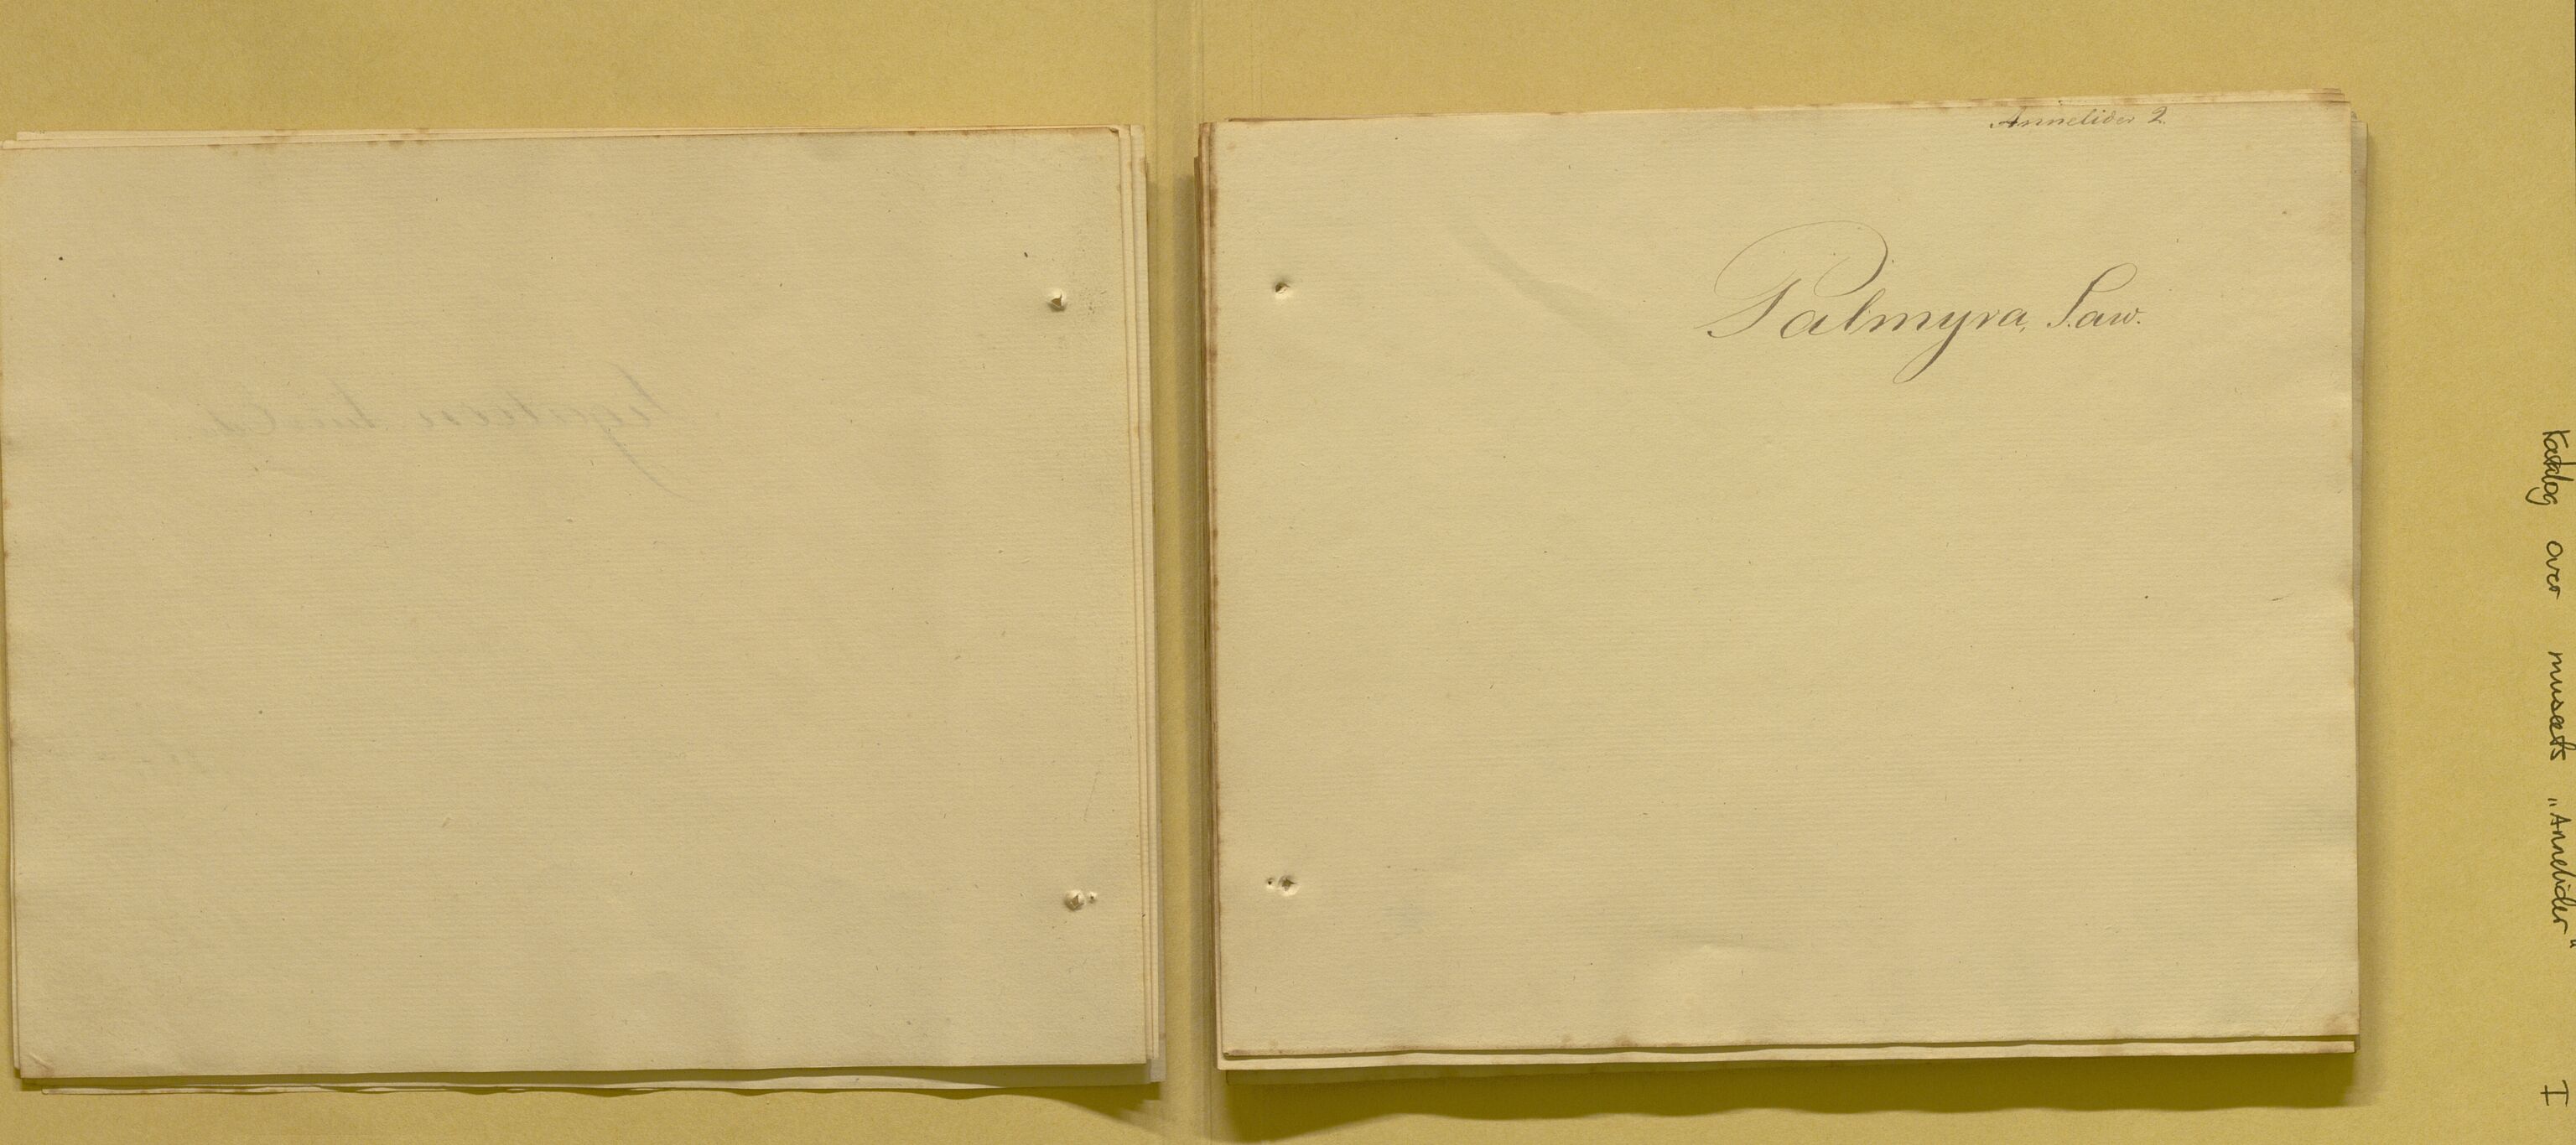 Annelider 2.
Palmyra, Sav.
Katalog over museets "Annelider" I